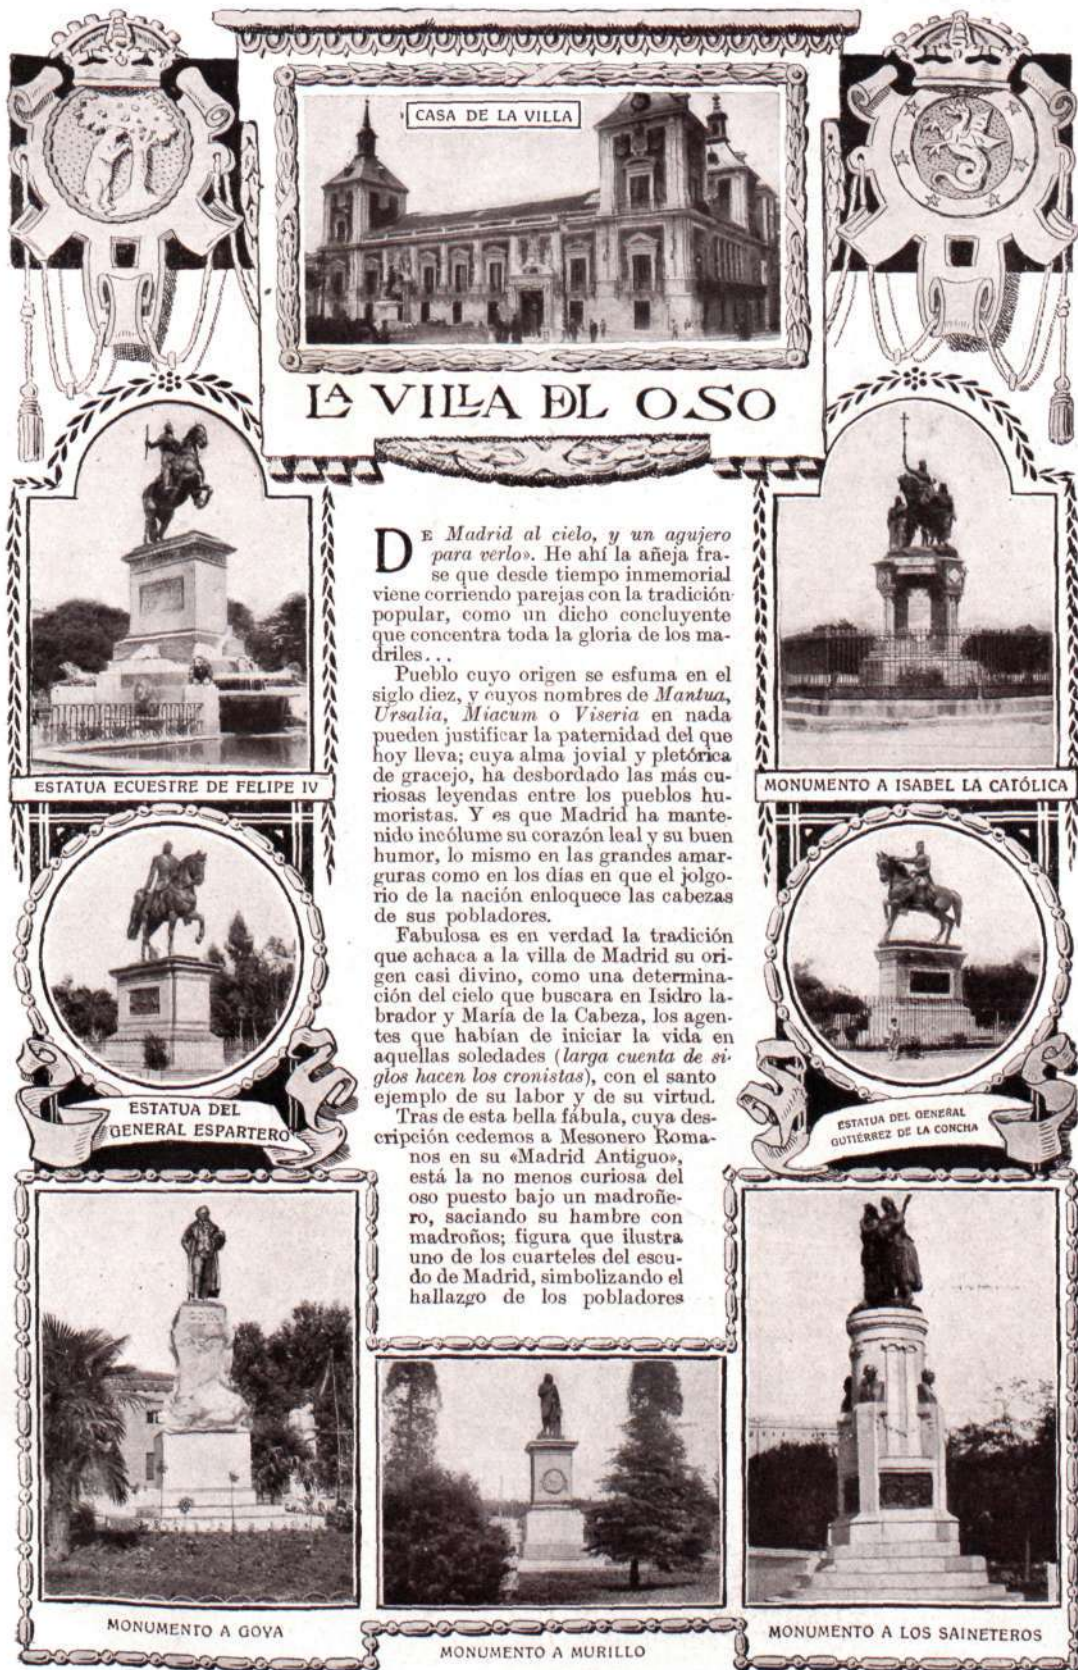 CASA DE LA VILLA
LA VILLA DEL OSO
DE Madrid al cielo, y un agujero
para verlo». He ahí la añeja fra-
se que desde tiempo inmemorial
viene corriendo parejas con la tradición
popular, como un dicho concluyente
que concentra toda la gloria de los ma-
driles...
Pueblo cuyo origen se esfuma en el
siglo diez, y cuyos nombres de Mantua,
Ursalia, Miacum o Viseria en nada
pueden justificar la paternidad del que
hoy lleva; cuya alma jovial y pletórica
de gracejo, ha desbordado las más cu-
riosas leyendas entre los pueblos hu-
moristas. Y es que Madrid ha mante-
nido incólume su corazón leal y su buen
humor, lo mismo en las grandes amar-
guras como en los días en que el jolgo-
rio de la nación enloquece las cabezas
de sus pobladores.
Fabulosa es en verdad la tradición
que achaca a la villa de Madrid su ori-
gen casi divino, como una determina-
ción del cielo que buscara en Isidro la-
brador y María de la Cabeza, los agen-
tes que habían de iniciar la vida en
aquellas soledades (larga cuenta de si-
glos hacen los cronistas), con el santo
ejemplo de su labor y de su virtud.
Tras de esta bella fábula, cuya des-
cripción cedemos a Mesonero Roma-
nos en su «Madrid Antiguo»,
está la no menos curiosa del
oso puesto bajo un madroñe-
ro, saciando su hambre con
madroños; figura que ilustra
uno de los cuarteles del escu-
do de Madrid, simbolizando el
hallazgo de los pobladores
ESTATUA ECUESTRE DE FELIPE IV
MONUMENTO A ISABEL LA CATÓLICA
ESTATUA DEL
GENERAL ESPARTERO
ESTATUA DEL GENERAL
GUTIÉRREZ DE LA CONCHA
MONUMENTO A GOYA
MONUMENTO A MURILLO
MONUMENTO A LOS SAINETEROS